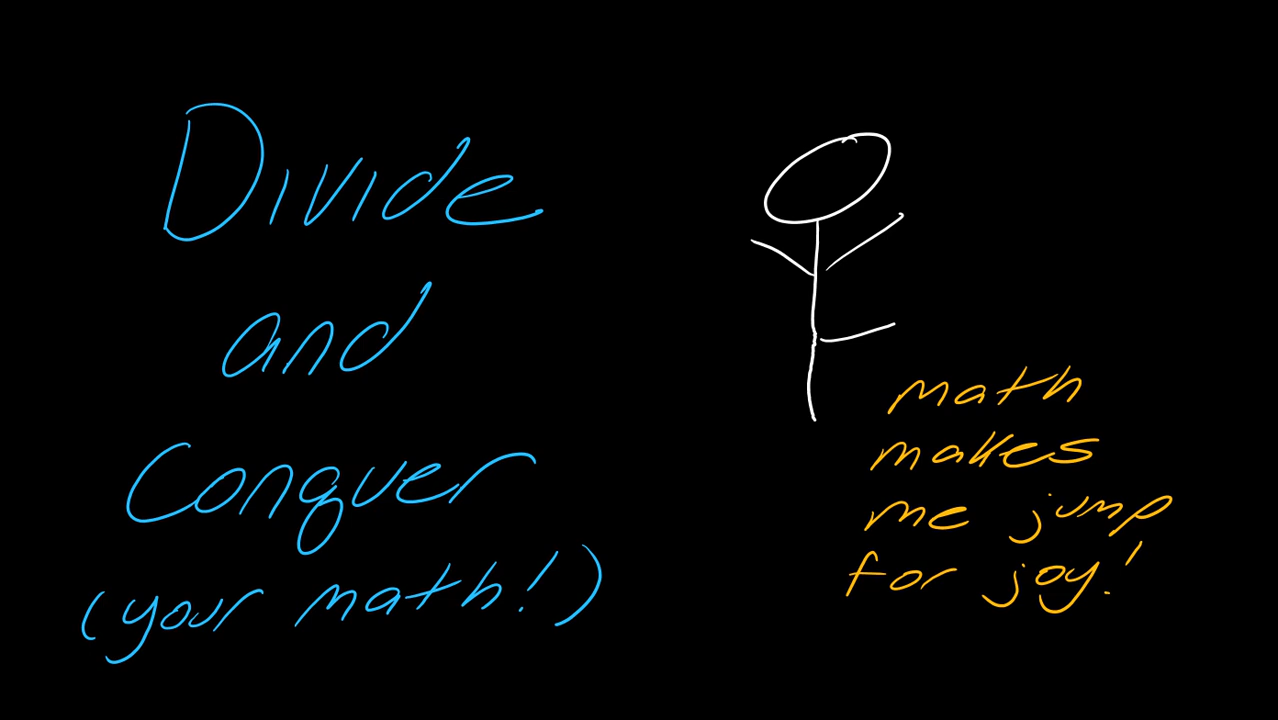 Divide
and
Conquer
(your math!)
math
makes
me jump
for joy!